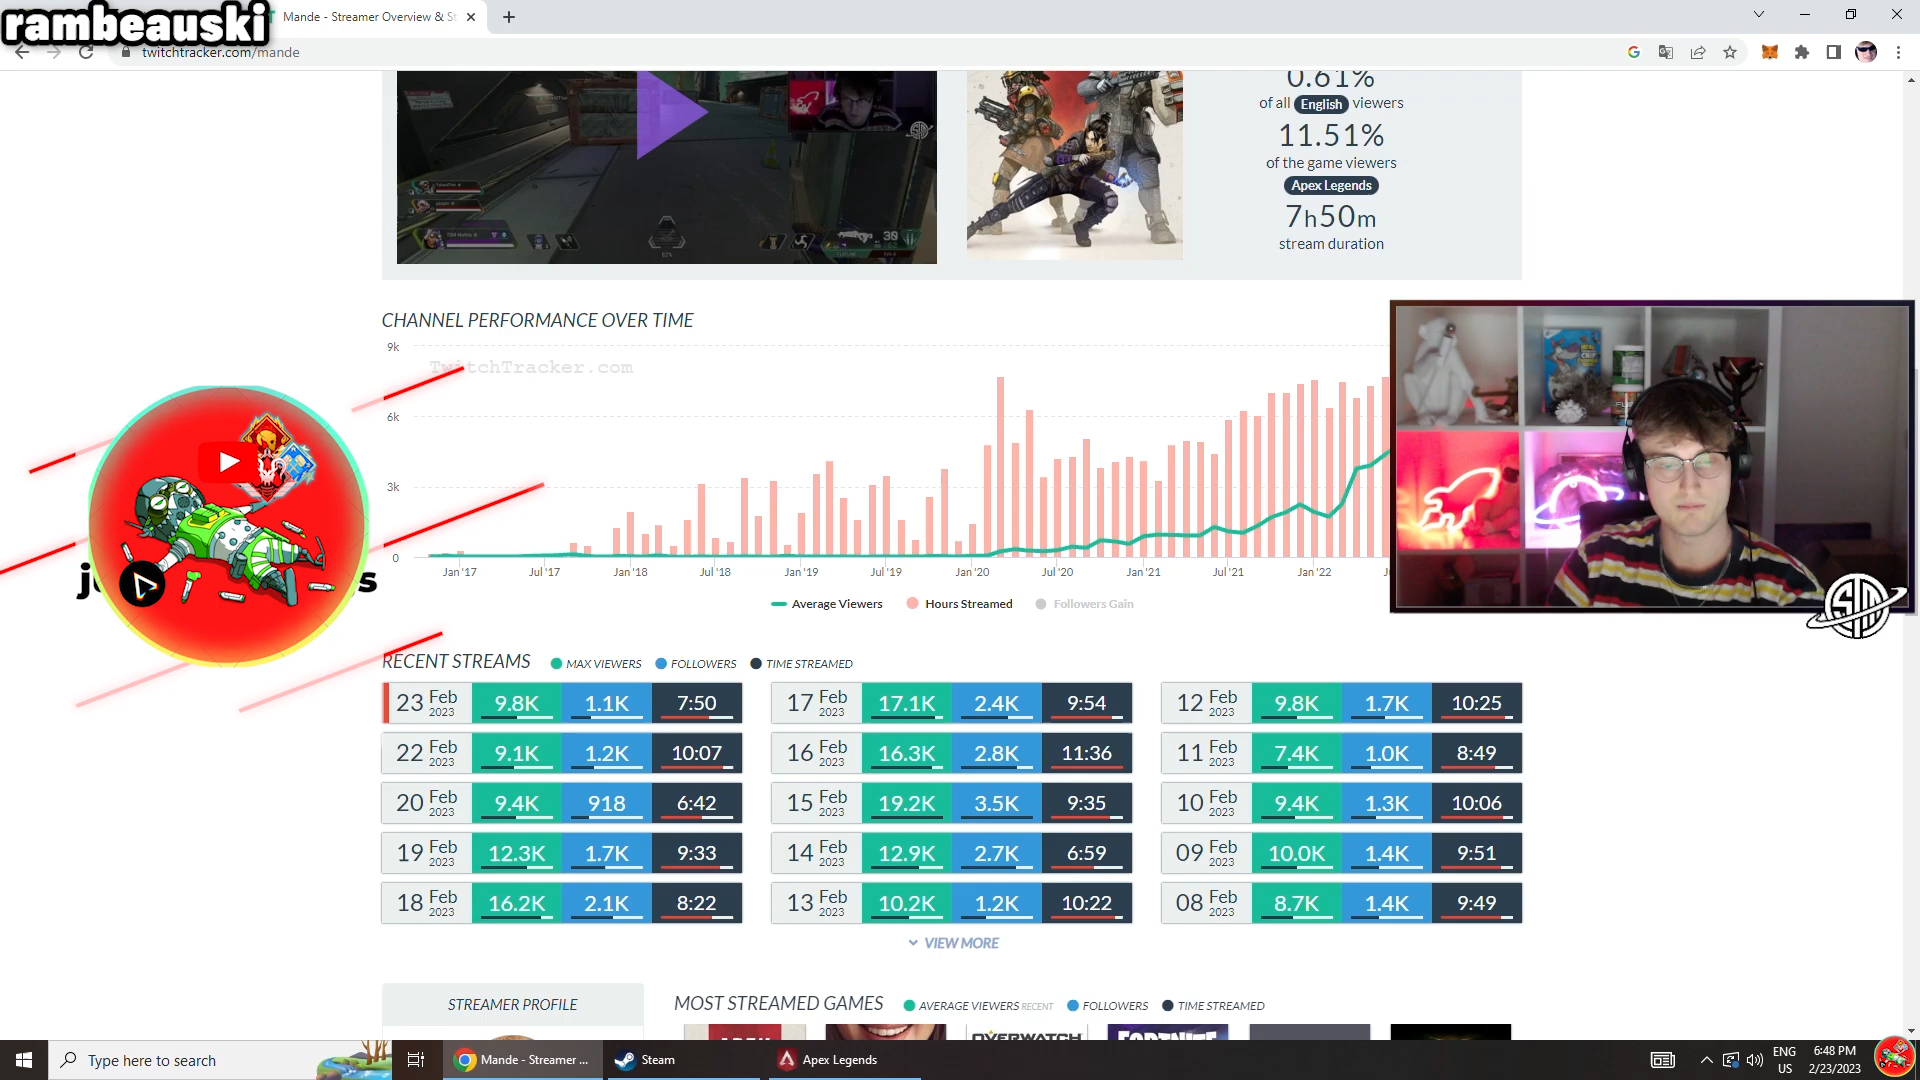 rambeauski
Mande - Streamer Overview & St
twitchtracker.com/mande
0.61%
of all English viewers
11.51%
of the game viewers
Apex Legends
7h50m
stream duration
30
CHANNEL PERFORMANCE OVER TIME
9k
TwitchTracker.com
6k
3k
0
Jan '17
Jul '17
Jan '18
Jul '18
Jan '19
Jul '19
Jan '20
Jul '20
Jan '21
Jul '21
Jan '22
Average Viewers
Hours Streamed
Followers Gain
TSM
RECENT STREAMS
MAX VIEWERS
FOLLOWERS
TIME STREAMED
23 Feb 2023 9.8K 1.1K 7:50
17 Feb 2023 17.1K 2.4K 9:54
12 Feb 2023 9.8K 1.7K 10:25
22 Feb 2023 9.1K 1.2K 10:07
16 Feb 2023 16.3K 2.8K 11:36
11 Feb 2023 7.4K 1.0K 8:49
20 Feb 2023 9.4K 918 6:42
15 Feb 2023 19.2K 3.5K 9:35
10 Feb 2023 9.4K 1.3K 10:06
19 Feb 2023 12.3K 1.7K 9:33
14 Feb 2023 12.9K 2.7K 6:59
09 Feb 2023 10.0K 1.4K 9:51
18 Feb 2023 16.2K 2.1K 8:22
13 Feb 2023 10.2K 1.2K 10:22
08 Feb 2023 8.7K 1.4K 9:49
VIEW MORE
STREAMER PROFILE
MOST STREAMED GAMES
AVERAGE VIEWERS RECENT
FOLLOWERS
TIME STREAMED
APEX
OVERWATCH
FORTNITE
Type here to search
Mande - Streamer ...
Steam
Apex Legends
ENG
US
6:48 PM
2/23/2023